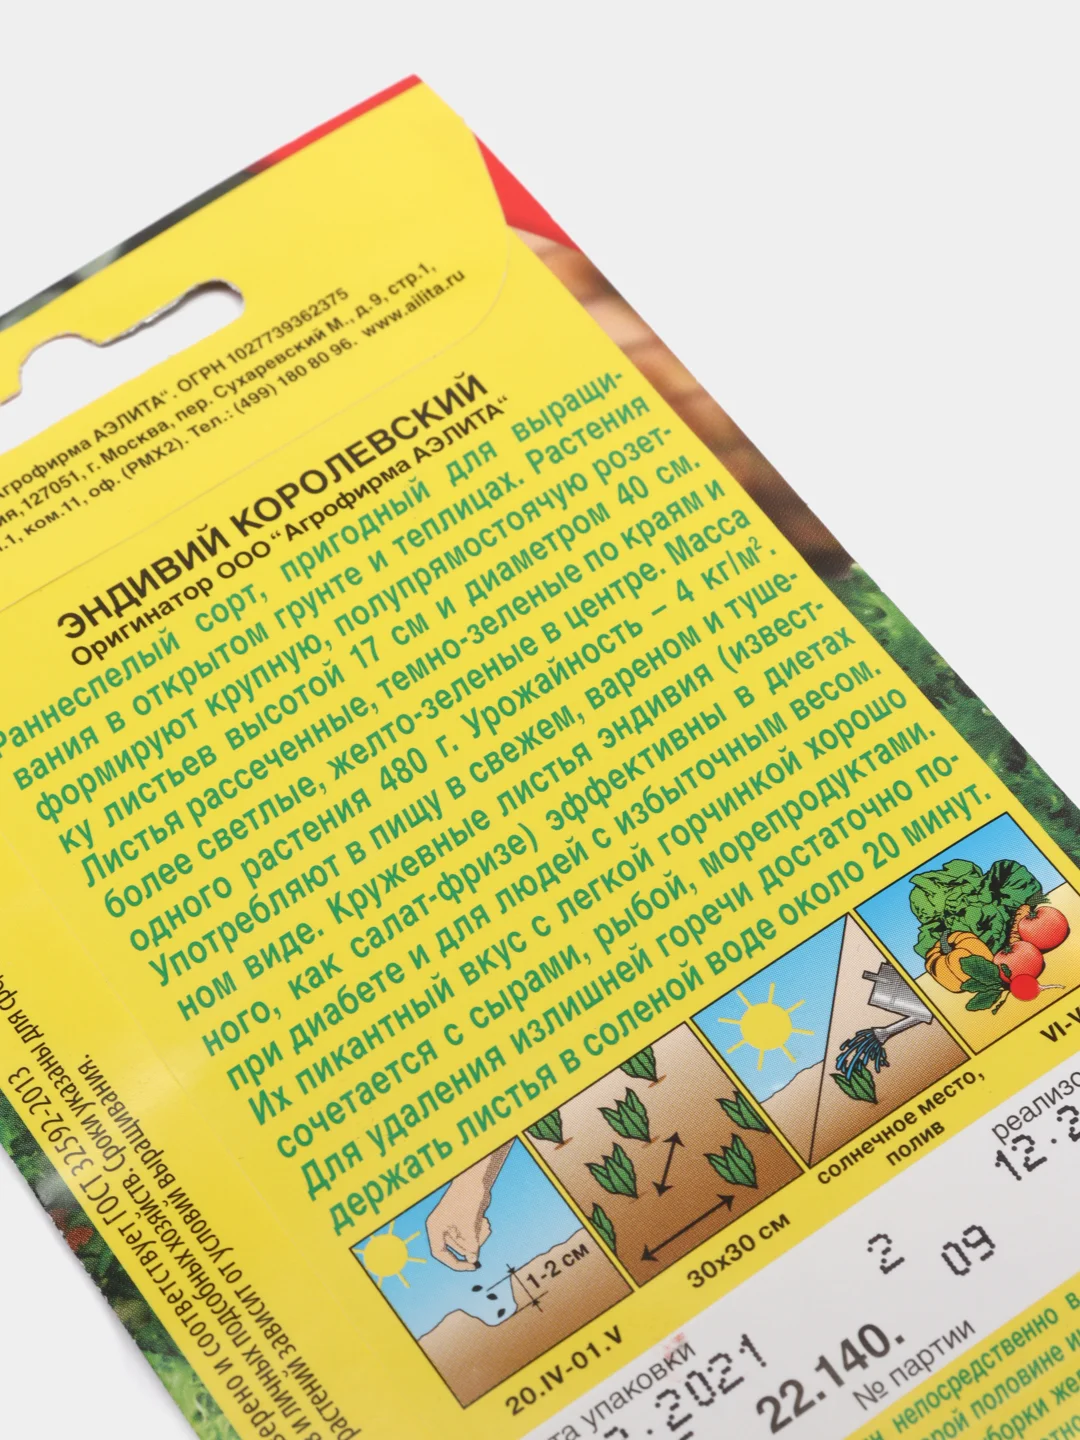 Агрофирма АЭЛИТА“. ОГРН 1027739362375
127051, г. Москва, пер. Сухаревский М., д.9, стр.1,
ком.11, оф. (РМХ2). Тел.: (499) 180 80 96. www.ailita.ru
ЭНДИВИЙ КОРОЛЕВСКИЙ
Оригинатор ООО“Агрофирма АЭЛИТА“
Раннеспелый сорт, пригодный для выращи-
вания в открытом грунте и теплицах. Растения
формируют крупную, полупрямостоячую розет-
ку листьев высотой 17 см и диаметром 40 см.
Листья рассеченные, темно-зеленые по краям и
более светлые, желто-зеленые в центре. Масса
одного растения 480 г. Урожайность – 4 кг/м².
Употребляют в пищу в свежем, вареном и туше-
ном виде. Кружевные листья эндивия (извест-
ного, как салат-фризе) эффективны в диетах
при диабете и для людей с избыточным весом.
Их пикантный вкус с легкой горчинкой хорошо
сочетается с сырами, рыбой, морепродуктами.
Для удаления излишней горечи достаточно по-
держать листья в соленой воде около 20 минут.
1-2 см
20.IV-01.V
30х30 см
солнечное место,
полив
упаковки
2021
22.140.
№ партии
2 09
12.2
непосредственно в
половине
указаны для
соответствует ГОСТ 32592-2013
и личных подсобных хозяйств. Сроки указаны
растений зависит от условий выращивания.